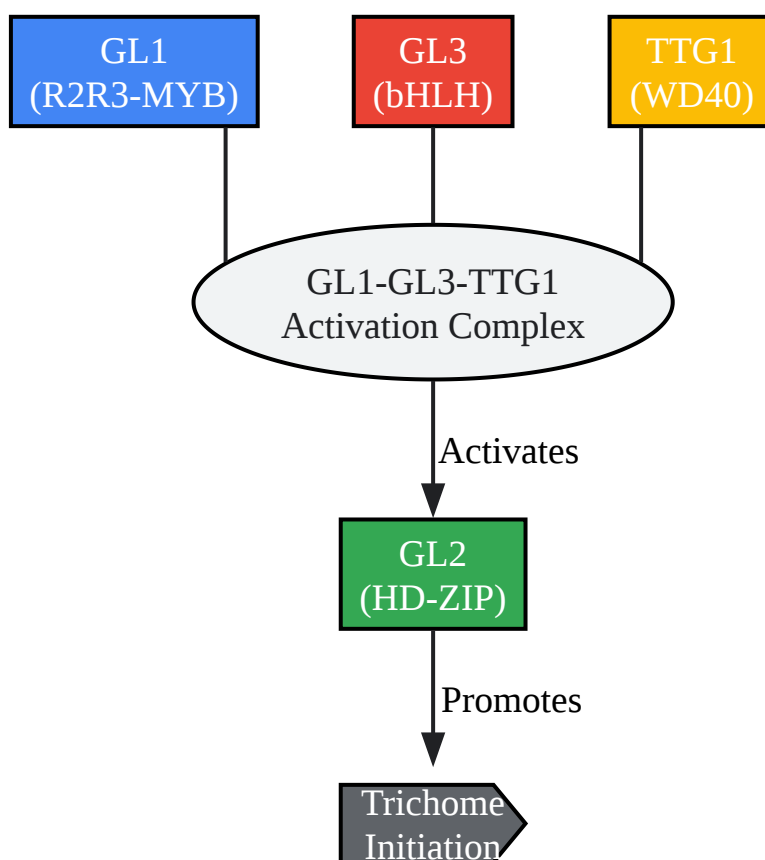 GL1
(R2R3-MYB)
GL3
(bHLH)
TTG1
(WD40)
GL1-GL3-TTG1
Activation Complex
Activates
GL2
(HD-ZIP)
Promotes
Trichome
Initiation